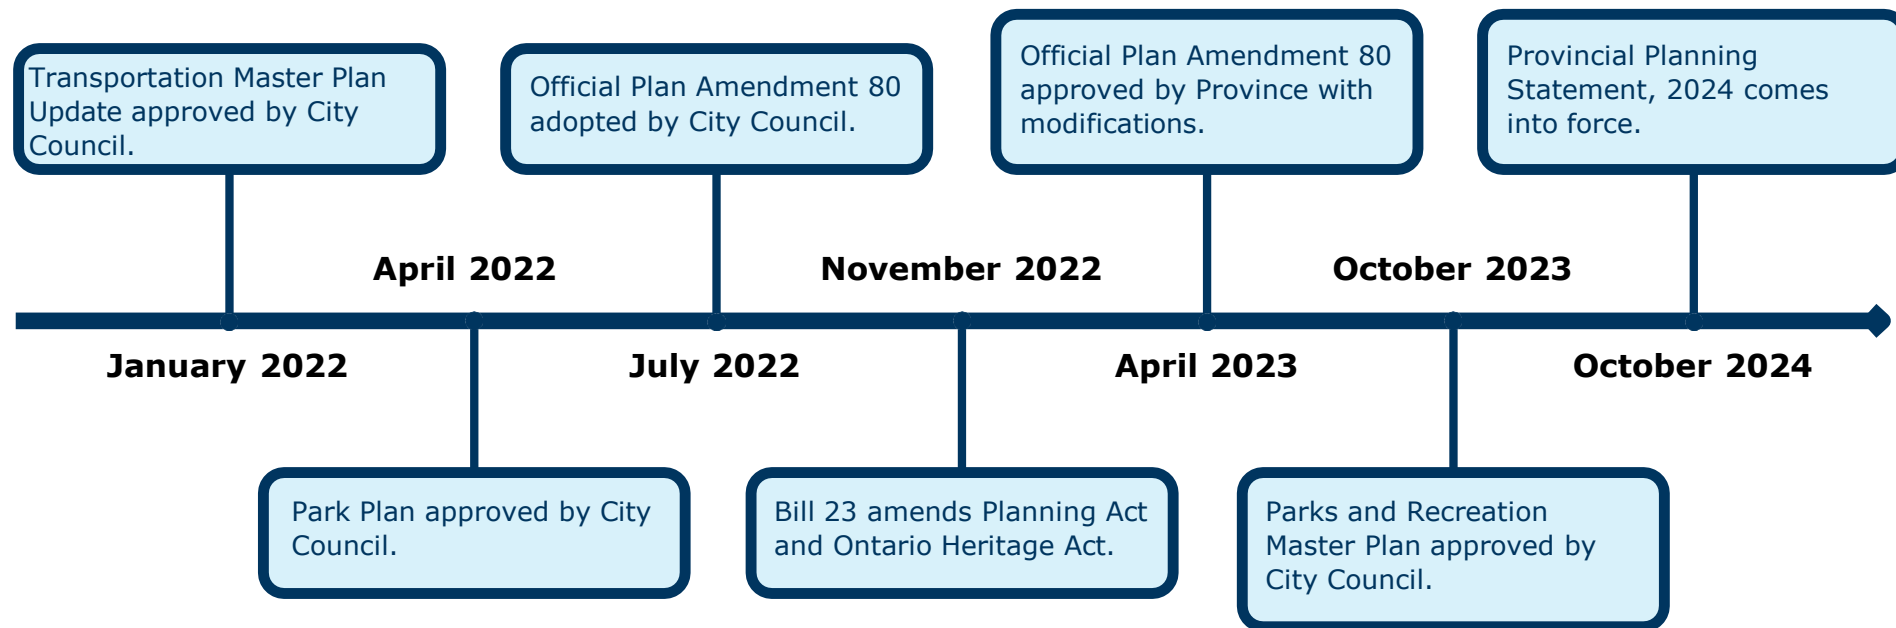 Transportation Master Plan
Update approved by City
Council.
Official Plan Amendment 80
adopted by City Council.
Official Plan Amendment 80
approved by Province with
modifications.
Provincial Planning
Statement, 2024 comes
into force.
April 2022
November 2022
October 2023
January 2022
July 2022
April 2023
October 2024
Park Plan approved by City
Council.
Bill 23 amends Planning Act
and Ontario Heritage Act.
Parks and Recreation
Master Plan approved by
City Council.